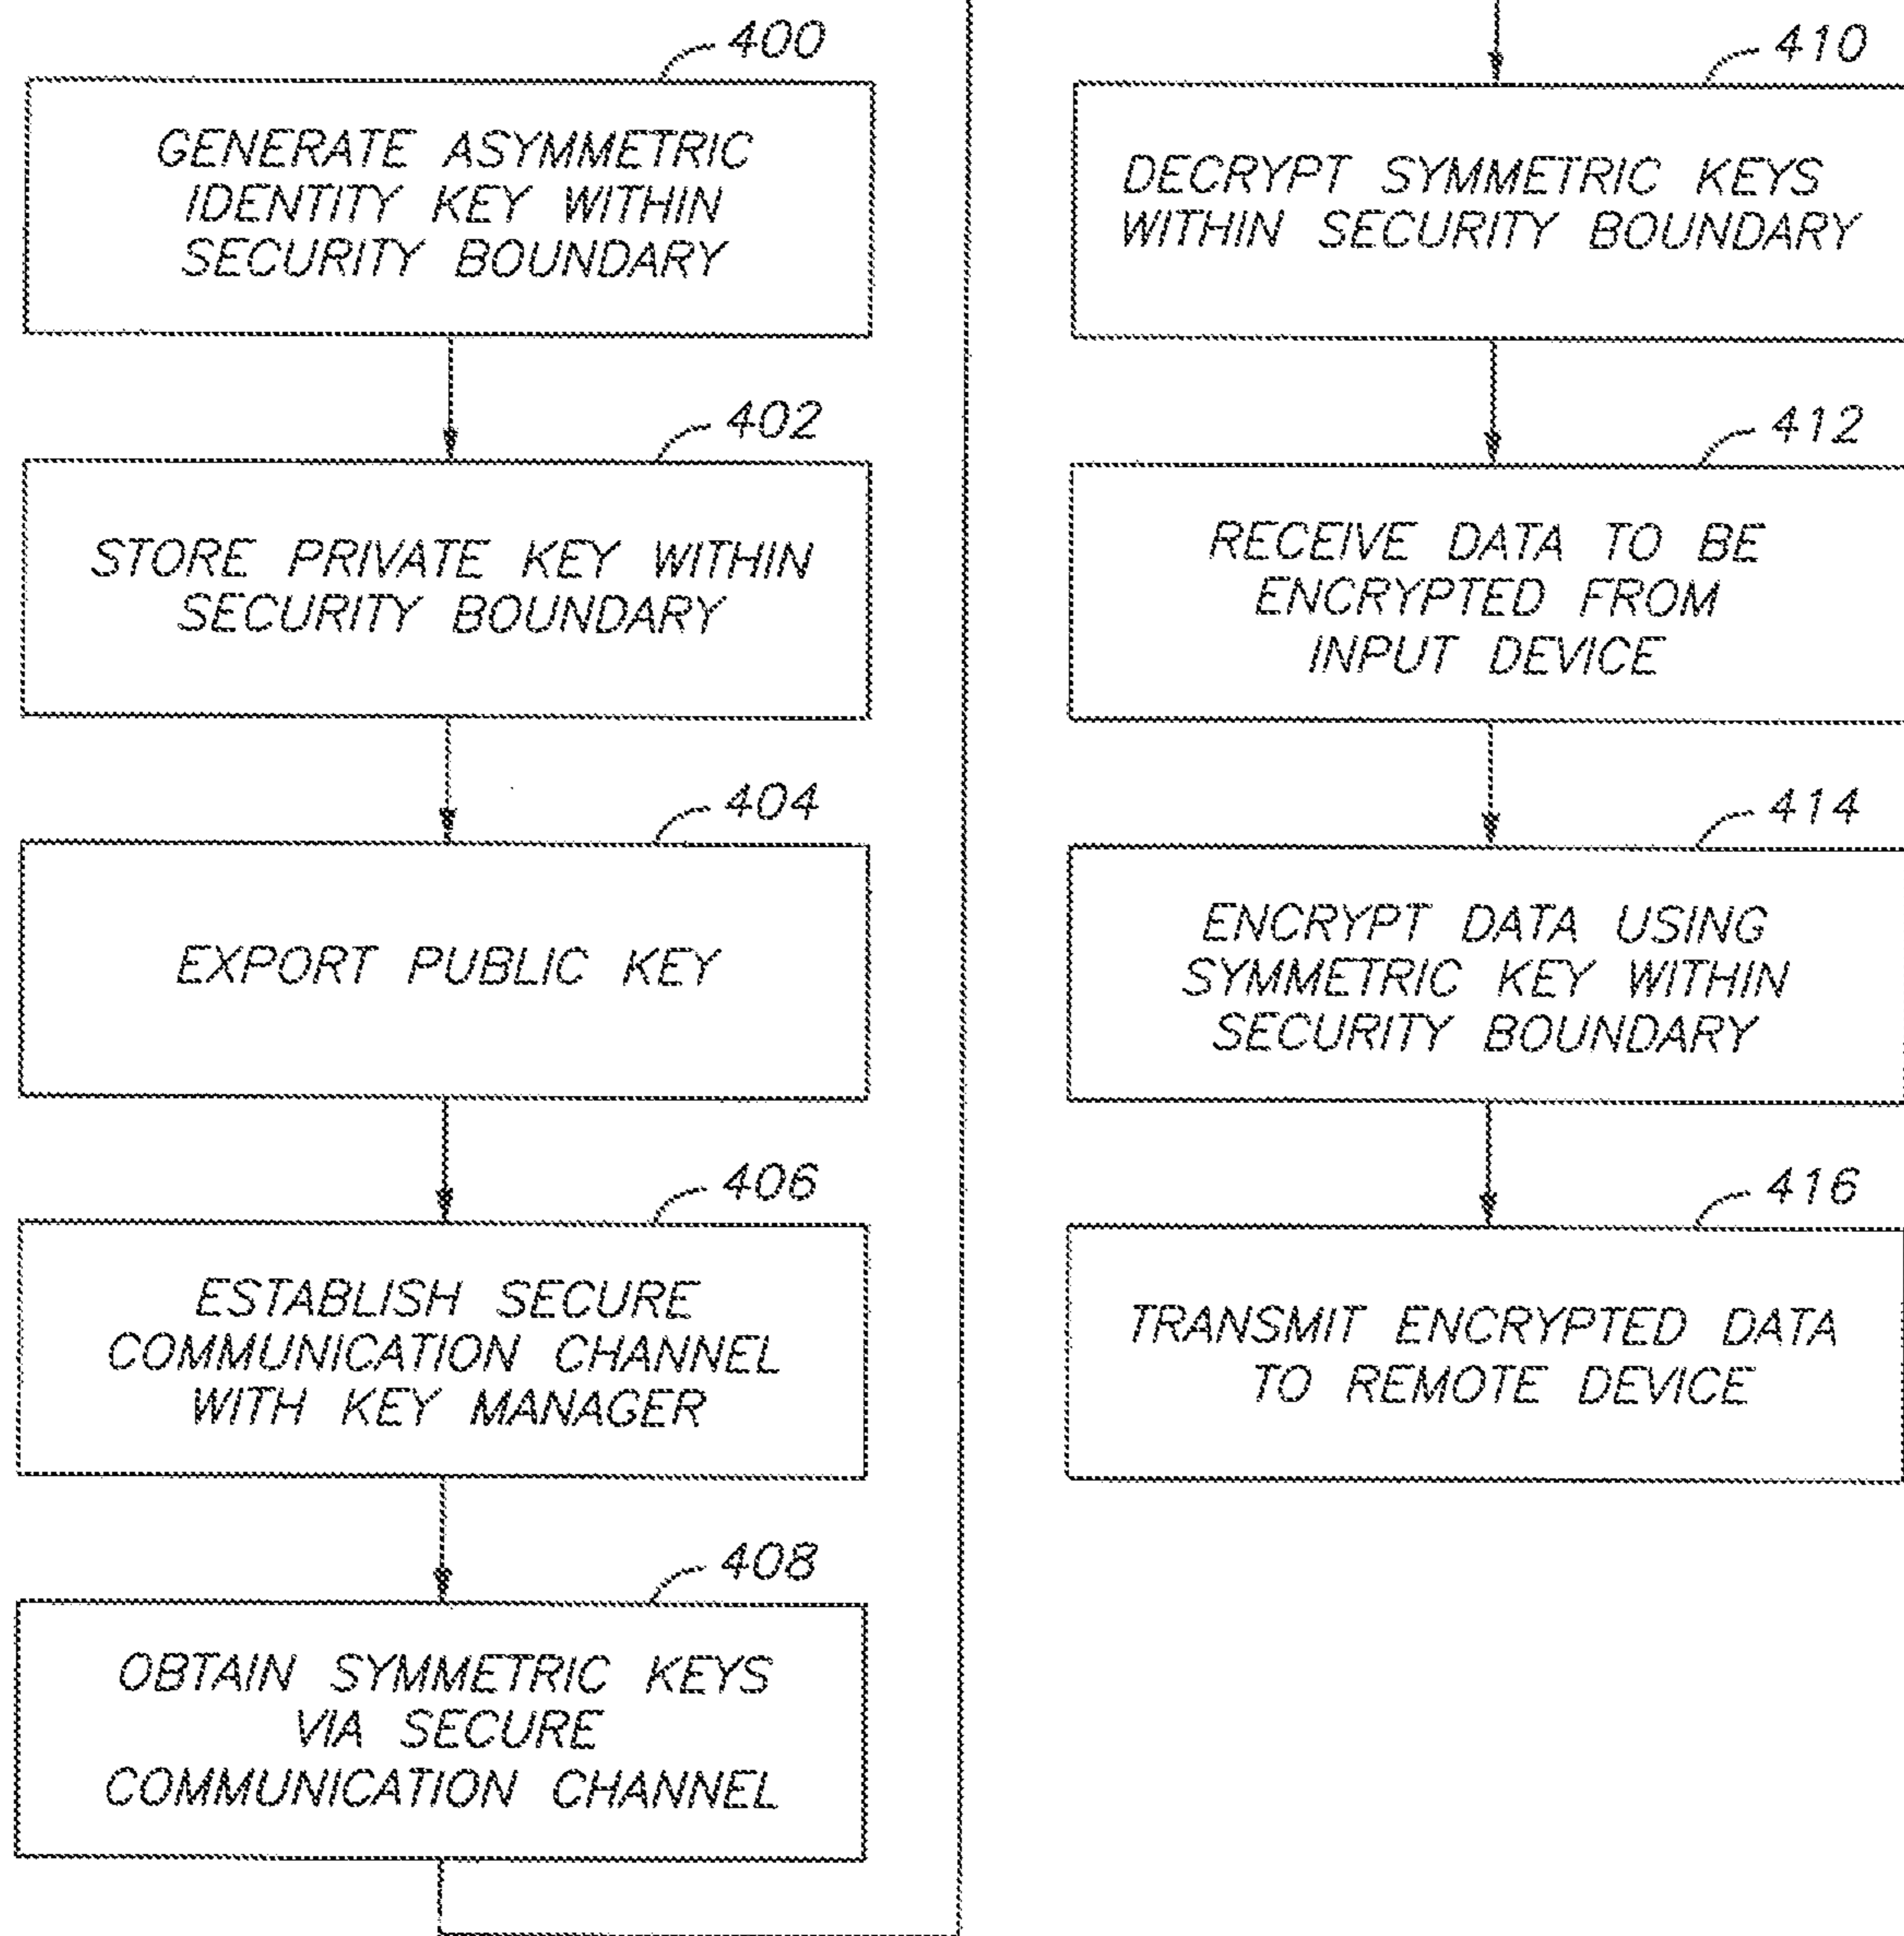 400
GENERATE ASYMMETRIC
IDENTITY KEY WITHIN
SECURITY BOUNDARY
402
STORE PRIVATE KEY WITHIN
SECURITY BOUNDARY
404
EXPORT PUBLIC KEY
406
ESTABLISH SECURE
COMMUNICATION CHANNEL
WITH KEY MANAGER
408
OBTAIN SYMMETRIC KEYS
VIA SECURE
COMMUNICATION CHANNEL
410
DECRYPT SYMMETRIC KEYS
WITHIN SECURITY BOUNDARY
412
RECEIVE DATA TO BE
ENCRYPTED FROM
INPUT DEVICE
414
ENCRYPT DATA USING
SYMMETRIC KEY WITHIN
SECURITY BOUNDARY
416
TRANSMIT ENCRYPTED DATA
TO REMOTE DEVICE